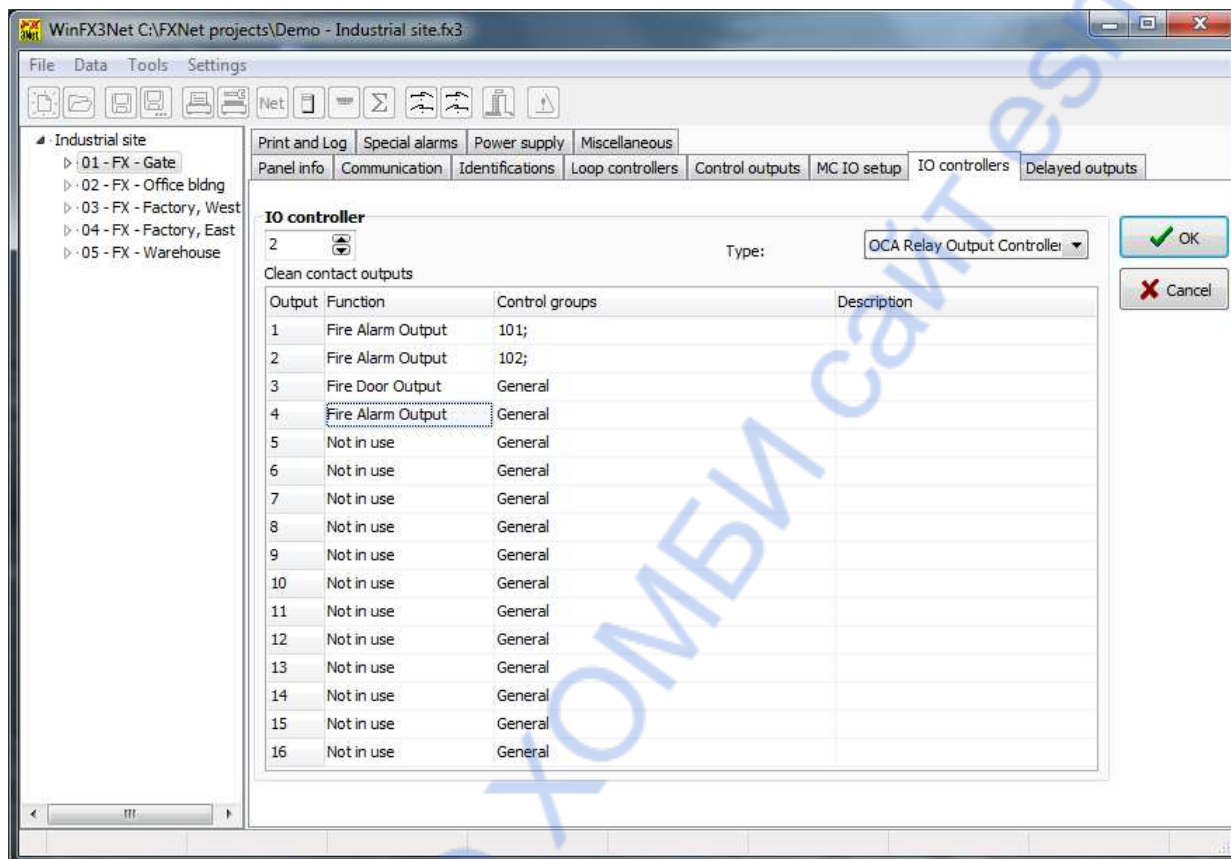 WinFX3Net C:\FXNet projects\Demo - Industrial site.fx3
File Data Tools Settings
Net
Industrial site
01 - FX - Gate
02 - FX - Office bldng
03 - FX - Factory, West
04 - FX - Factory, East
05 - FX - Warehouse
Print and Log Special alarms Power supply Miscellaneous
Panel info Communication Identifications Loop controllers Control outputs MC IO setup IO controllers Delayed outputs
IO controller
2 Type: OCA Relay Output Controller
OK
Cancel
Clean contact outputs
Output Function Control groups Description
1 Fire Alarm Output 101;
2 Fire Alarm Output 102;
3 Fire Door Output General
4 Fire Alarm Output General
5 Not in use General
6 Not in use General
7 Not in use General
8 Not in use General
9 Not in use General
10 Not in use General
11 Not in use General
12 Not in use General
13 Not in use General
14 Not in use General
15 Not in use General
16 Not in use General
ХОМБИ сайт esm